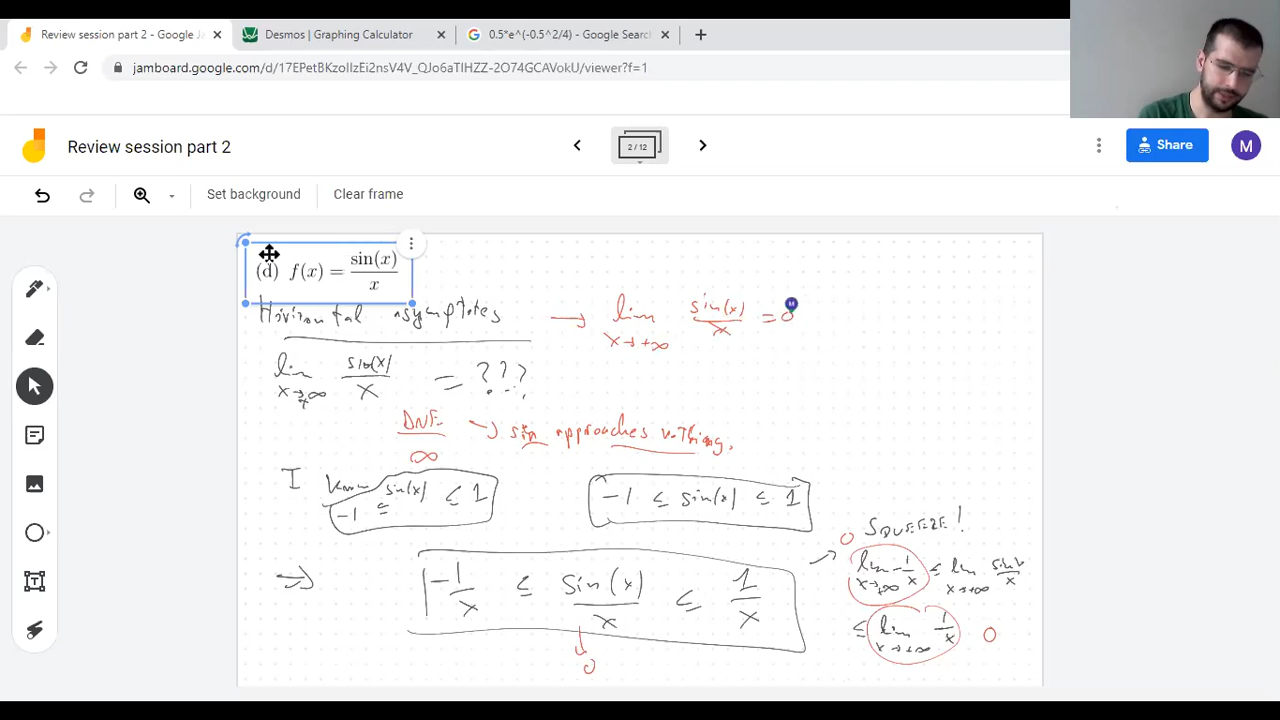 Review session part 2 - Google Ja
Desmos | Graphing Calculator
0.5*e^(-0.5^2/4) - Google Searc
jamboard.google.com/d/17EPetBKzoIIzEi2nsV4V_QJo6aTIHZZ-2O74GCAVokU/viewer?f=1
Review session part 2
2 / 12
Share
M
Set background
Clear frame
(d) f(x) = sin(x)/x
Horizontal asymptotes → lim x→+∞ sin(x)/x = 0
M
lim x→+∞ sin(x)/x = ???
DNE → sin approaches nothing.
∞
I know -1 ≤ sin(x) ≤ 1
-1 ≤ sin(x) ≤ 1
SQUEEZE!
⇒ -1/x ≤ sin(x)/x ≤ 1/x
0
→ 0 lim x→+∞ -1/x ≤ lim x→+∞ sin x/x
≤ lim x→+∞ 1/x 0